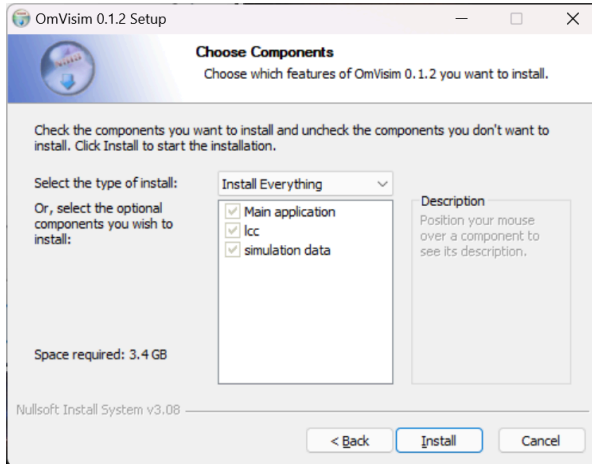 OmVisim 0.1.2 Setup
Choose Components
Choose which features of OmVisim 0.1.2 you want to install.
Check the components you want to install and uncheck the components you don't want to
install. Click Install to start the installation.
Select the type of install:
Install Everything
Or, select the optional
components you wish to
install:
Main application
lcc
simulation data
Description
Position your mouse
over a component to
see its description.
Space required: 3.4 GB
Nullsoft Install System v3.08
< Back
Install
Cancel